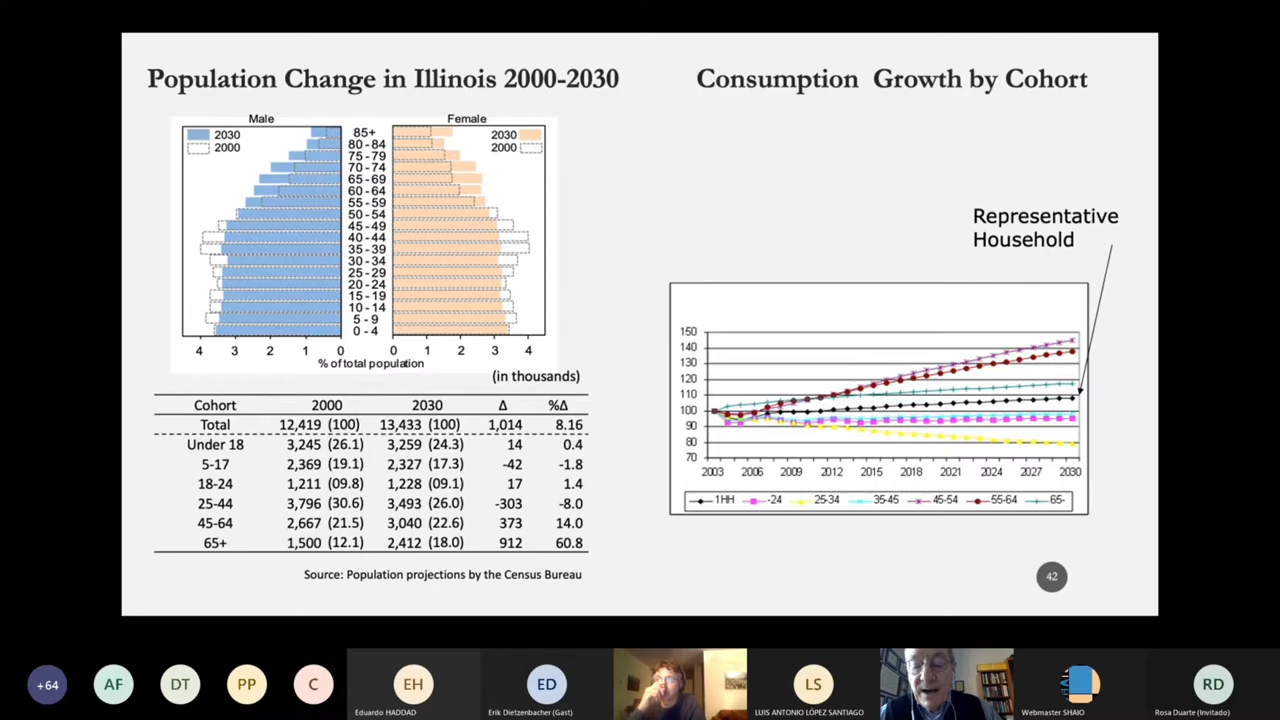 Population Change in Illinois 2000-2030
Consumption Growth by Cohort
Male
Female
2030
2000
2030
2000
85+
80 - 84
75 - 79
70 - 74
65 - 69
60 - 64
55 - 59
50 - 54
45 - 49
40 - 44
35 - 39
30 - 34
25 - 29
20 - 24
15 - 19
10 - 14
5 - 9
0 - 4
4 3 2 1 0 0 1 2 3 4
% of total population
(in thousands)
Cohort 2000 2030 Δ %Δ
Total 12,419 (100) 13,433 (100) 1,014 8.16
Under 18 3,245 (26.1) 3,259 (24.3) 14 0.4
5-17 2,369 (19.1) 2,327 (17.3) -42 -1.8
18-24 1,211 (09.8) 1,228 (09.1) 17 1.4
25-44 3,796 (30.6) 3,493 (26.0) -303 -8.0
45-64 2,667 (21.5) 3,040 (22.6) 373 14.0
65+ 1,500 (12.1) 2,412 (18.0) 912 60.8
Source: Population projections by the Census Bureau
Representative
Household
150
140
130
120
110
100
90
80
70
2003 2006 2009 2012 2015 2018 2021 2024 2027 2030
1HH -24 25-34 35-45 45-54 55-64 65-
42
+64
AF
DT
PP
C
EH
Eduardo HADDAD
ED
Erik Dietzenbacher (Gast)
LS
LUIS ANTONIO LÓPEZ SANTIAGO
Webmaster SHAIO
RD
Rosa Duarte (Invitado)